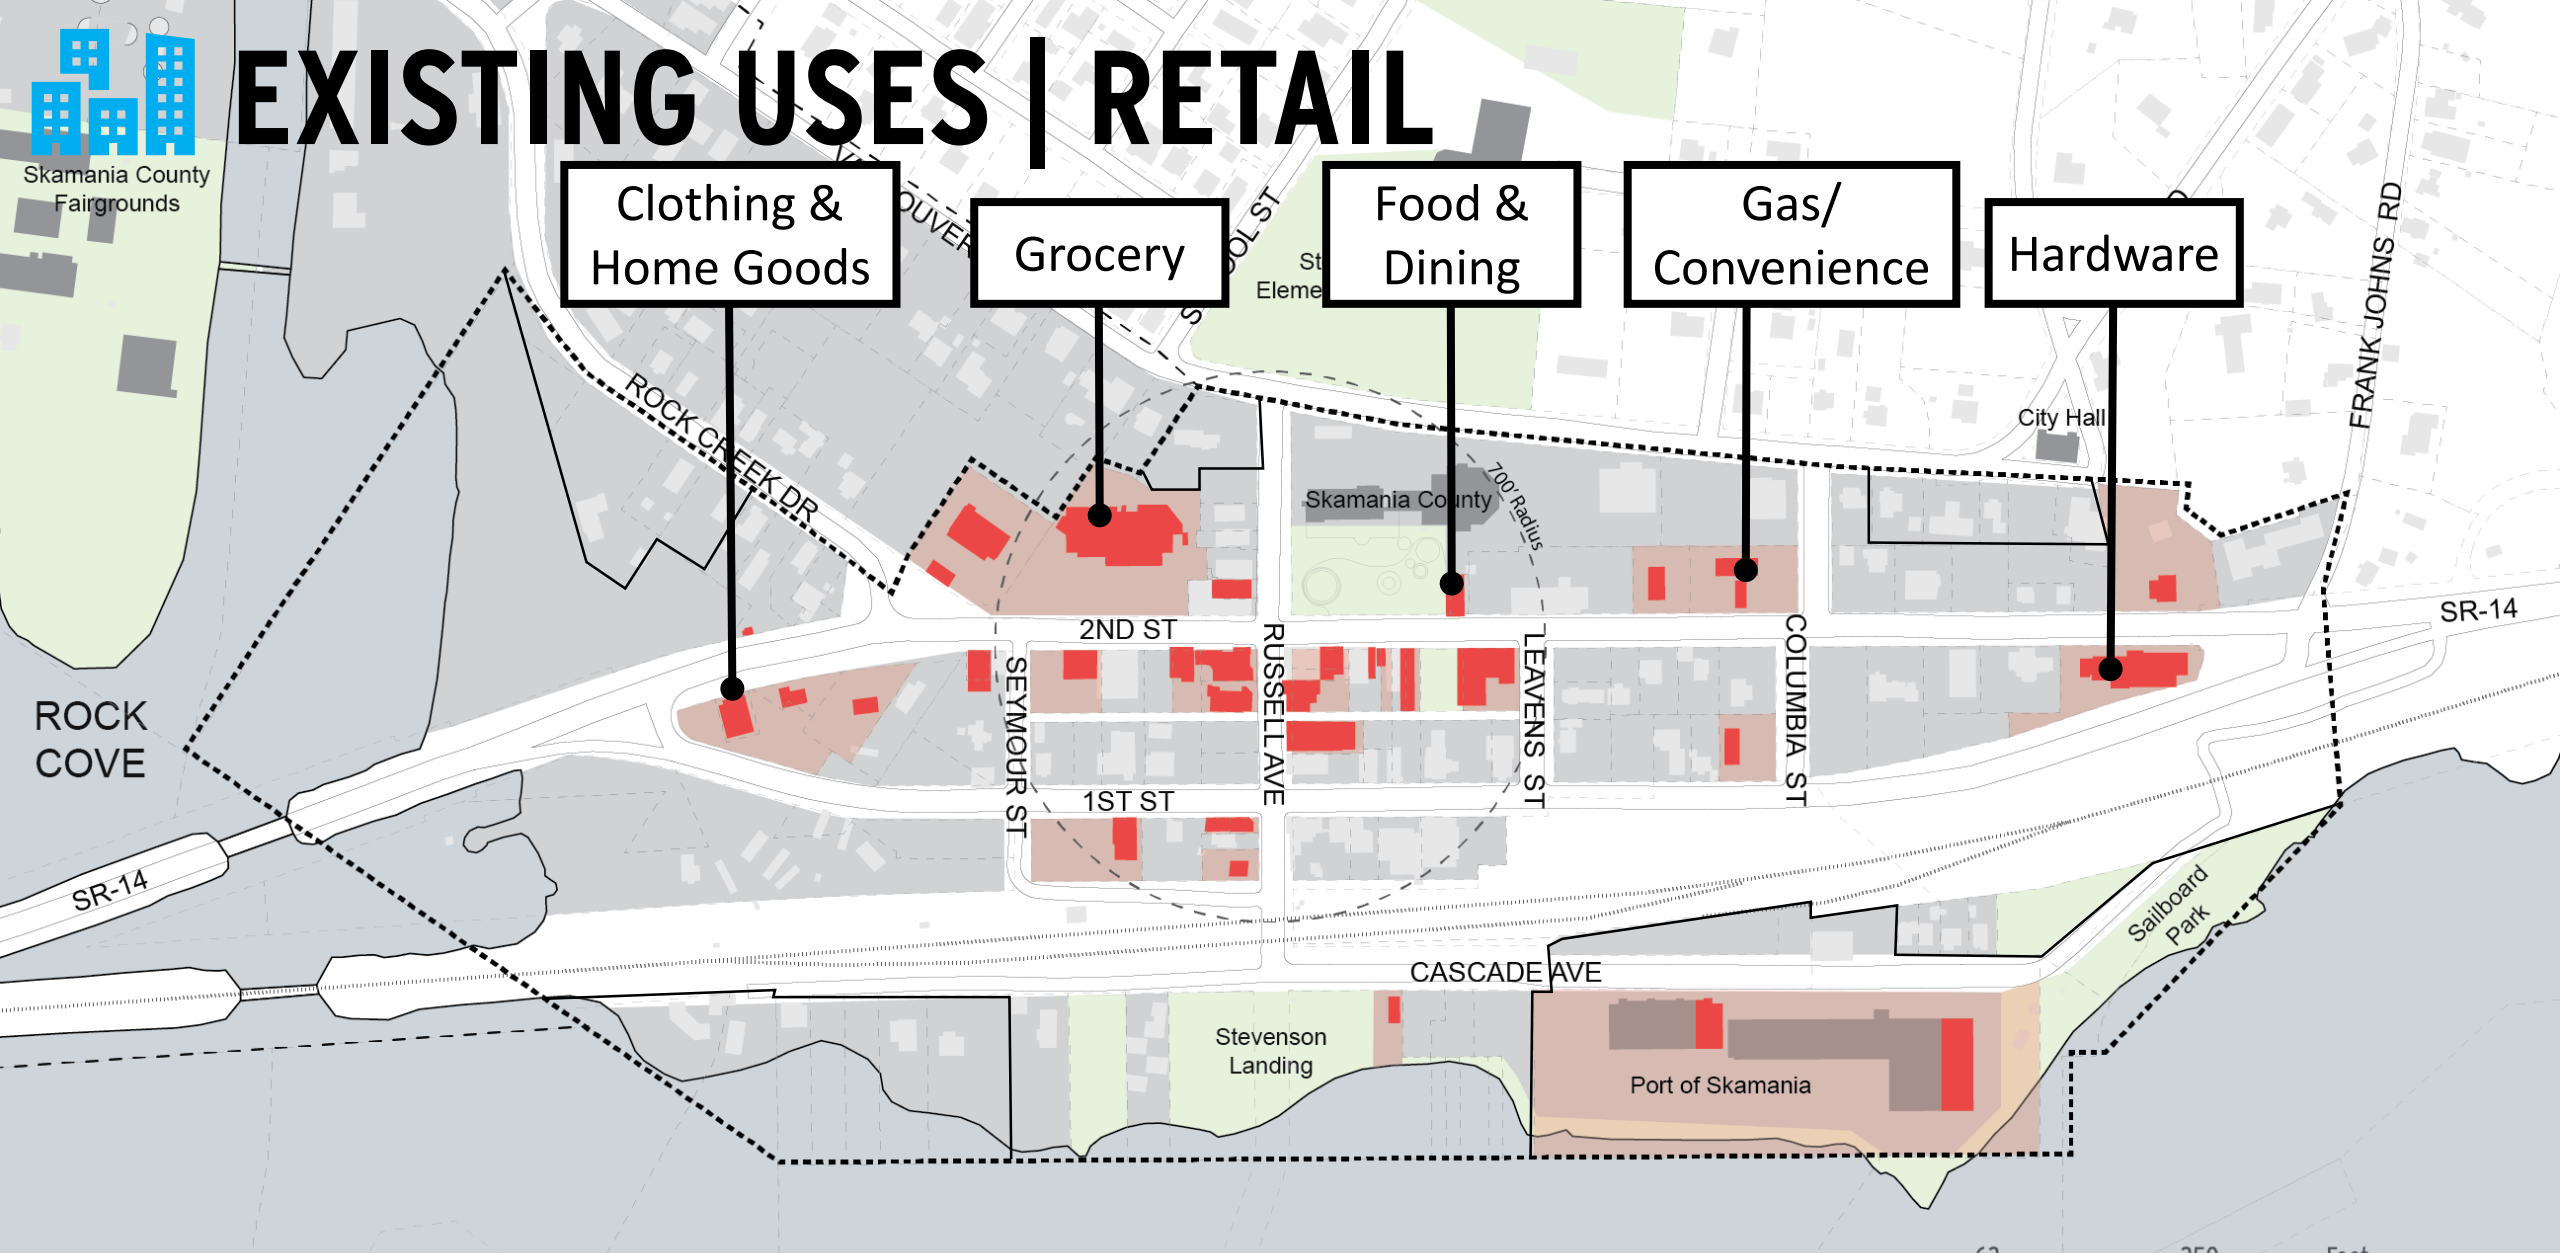 EXISTING USES | RETAIL
Skamania County
Fairgrounds
Clothing &
Home Goods
Grocery
Food &
Dining
Gas/
Convenience
Hardware
FRANK JOHNS RD
City Hall
ROCK CREEK DR
Skamania County
700' Radius
2ND ST
SR-14
SEYMOUR ST
RUSSELL AVE
LEAVENS ST
COLUMBIA ST
ROCK
COVE
1ST ST
SR-14
Sailboard
Park
CASCADE AVE
Stevenson
Landing
Port of Skamania